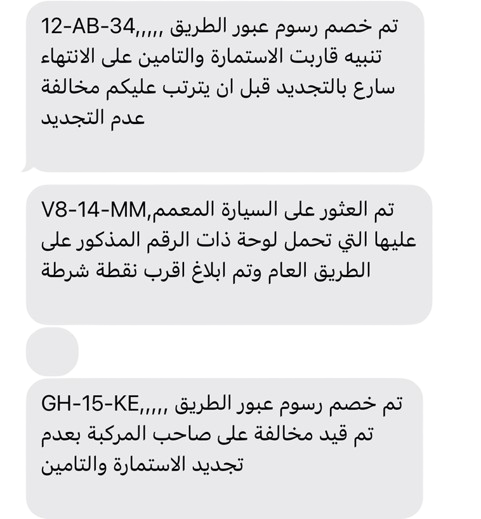 تم خصم رسوم عبور الطريق ,,,,,12-AB-34
تنبيه قاربت الاستمارة والتامين على الانتهاء
سارع بالتجديد قبل ان يترتب عليكم مخالفة
عدم التجديد
تم العثور على السيارة المعمم,V8-14-MM
عليها التي تحمل لوحة ذات الرقم المذكور على
الطريق العام وتم ابلاغ اقرب نقطة شرطة
تم خصم رسوم عبور الطريق ,,,,,GH-15-KE
تم قيد مخالفة على صاحب المركبة بعدم
تجديد الاستمارة والتامين